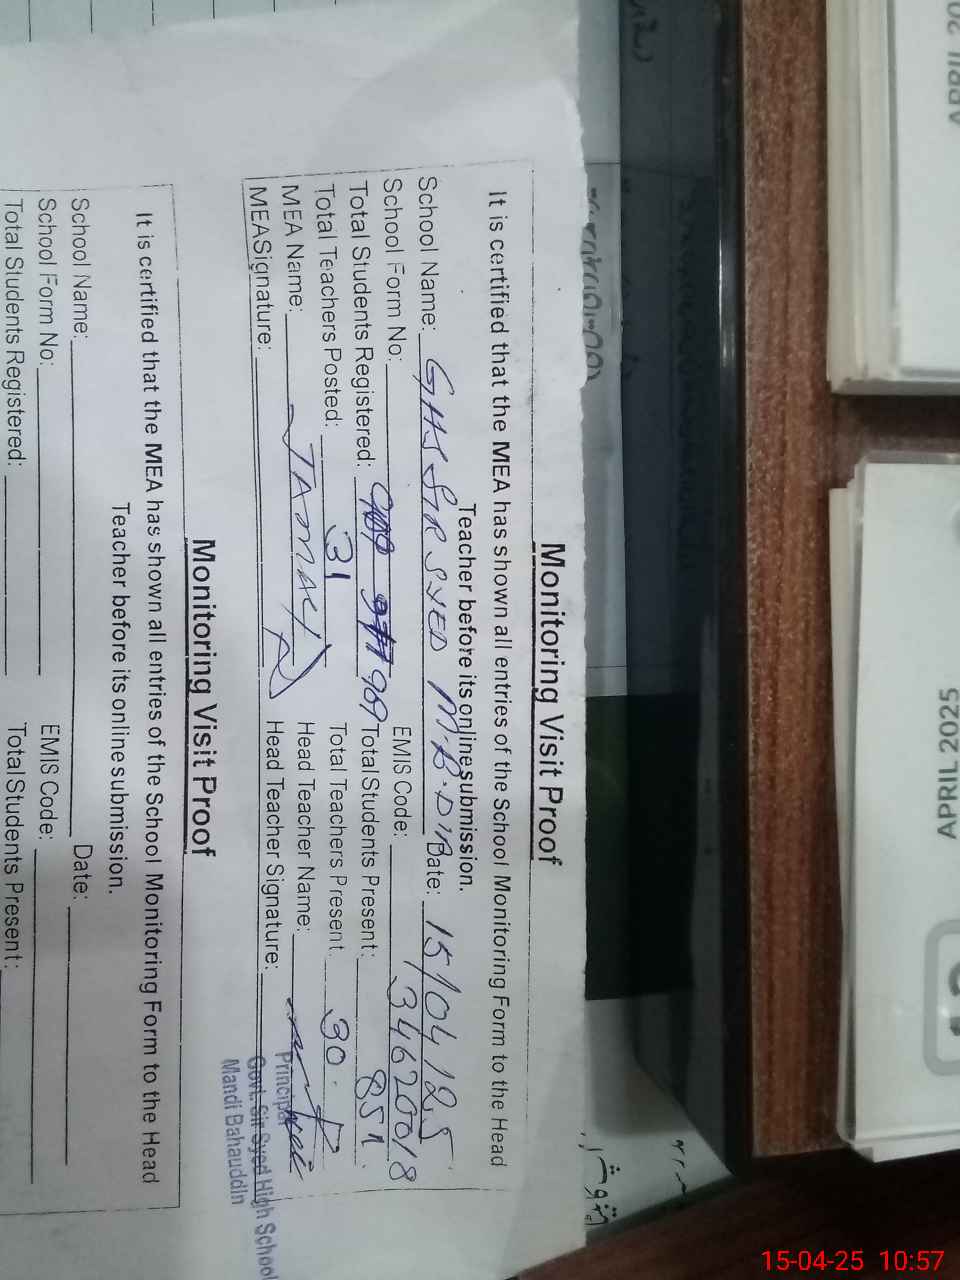 Monitoring Visit Proof
It is certified that the MEA has shown all entries of the School Monitoring Form to the Head
Teacher before its online submission.
School Name: GHS SIR SYED M.B.DIN Date: 15/04/25
School Form No: EMIS Code: 34620018
Total Students Registered: 969 Total Students Present: 851
Total Teachers Posted: 31 Total Teachers Present 30
MEA Name: Head Teacher Name:
MEASignature: Head Teacher Signature:
Principal
Govt. Sir Syed High School
Mandi Bahauddin
Monitoring Visit Proof
It is certified that the MEA has shown all entries of the School Monitoring Form to the Head
Teacher before its online submission.
School Name: Date:
School Form No: EMIS Code:
Total Students Registered: Total Students Present:
APRIL 20
APRIL 2025
15-04-25 10:57